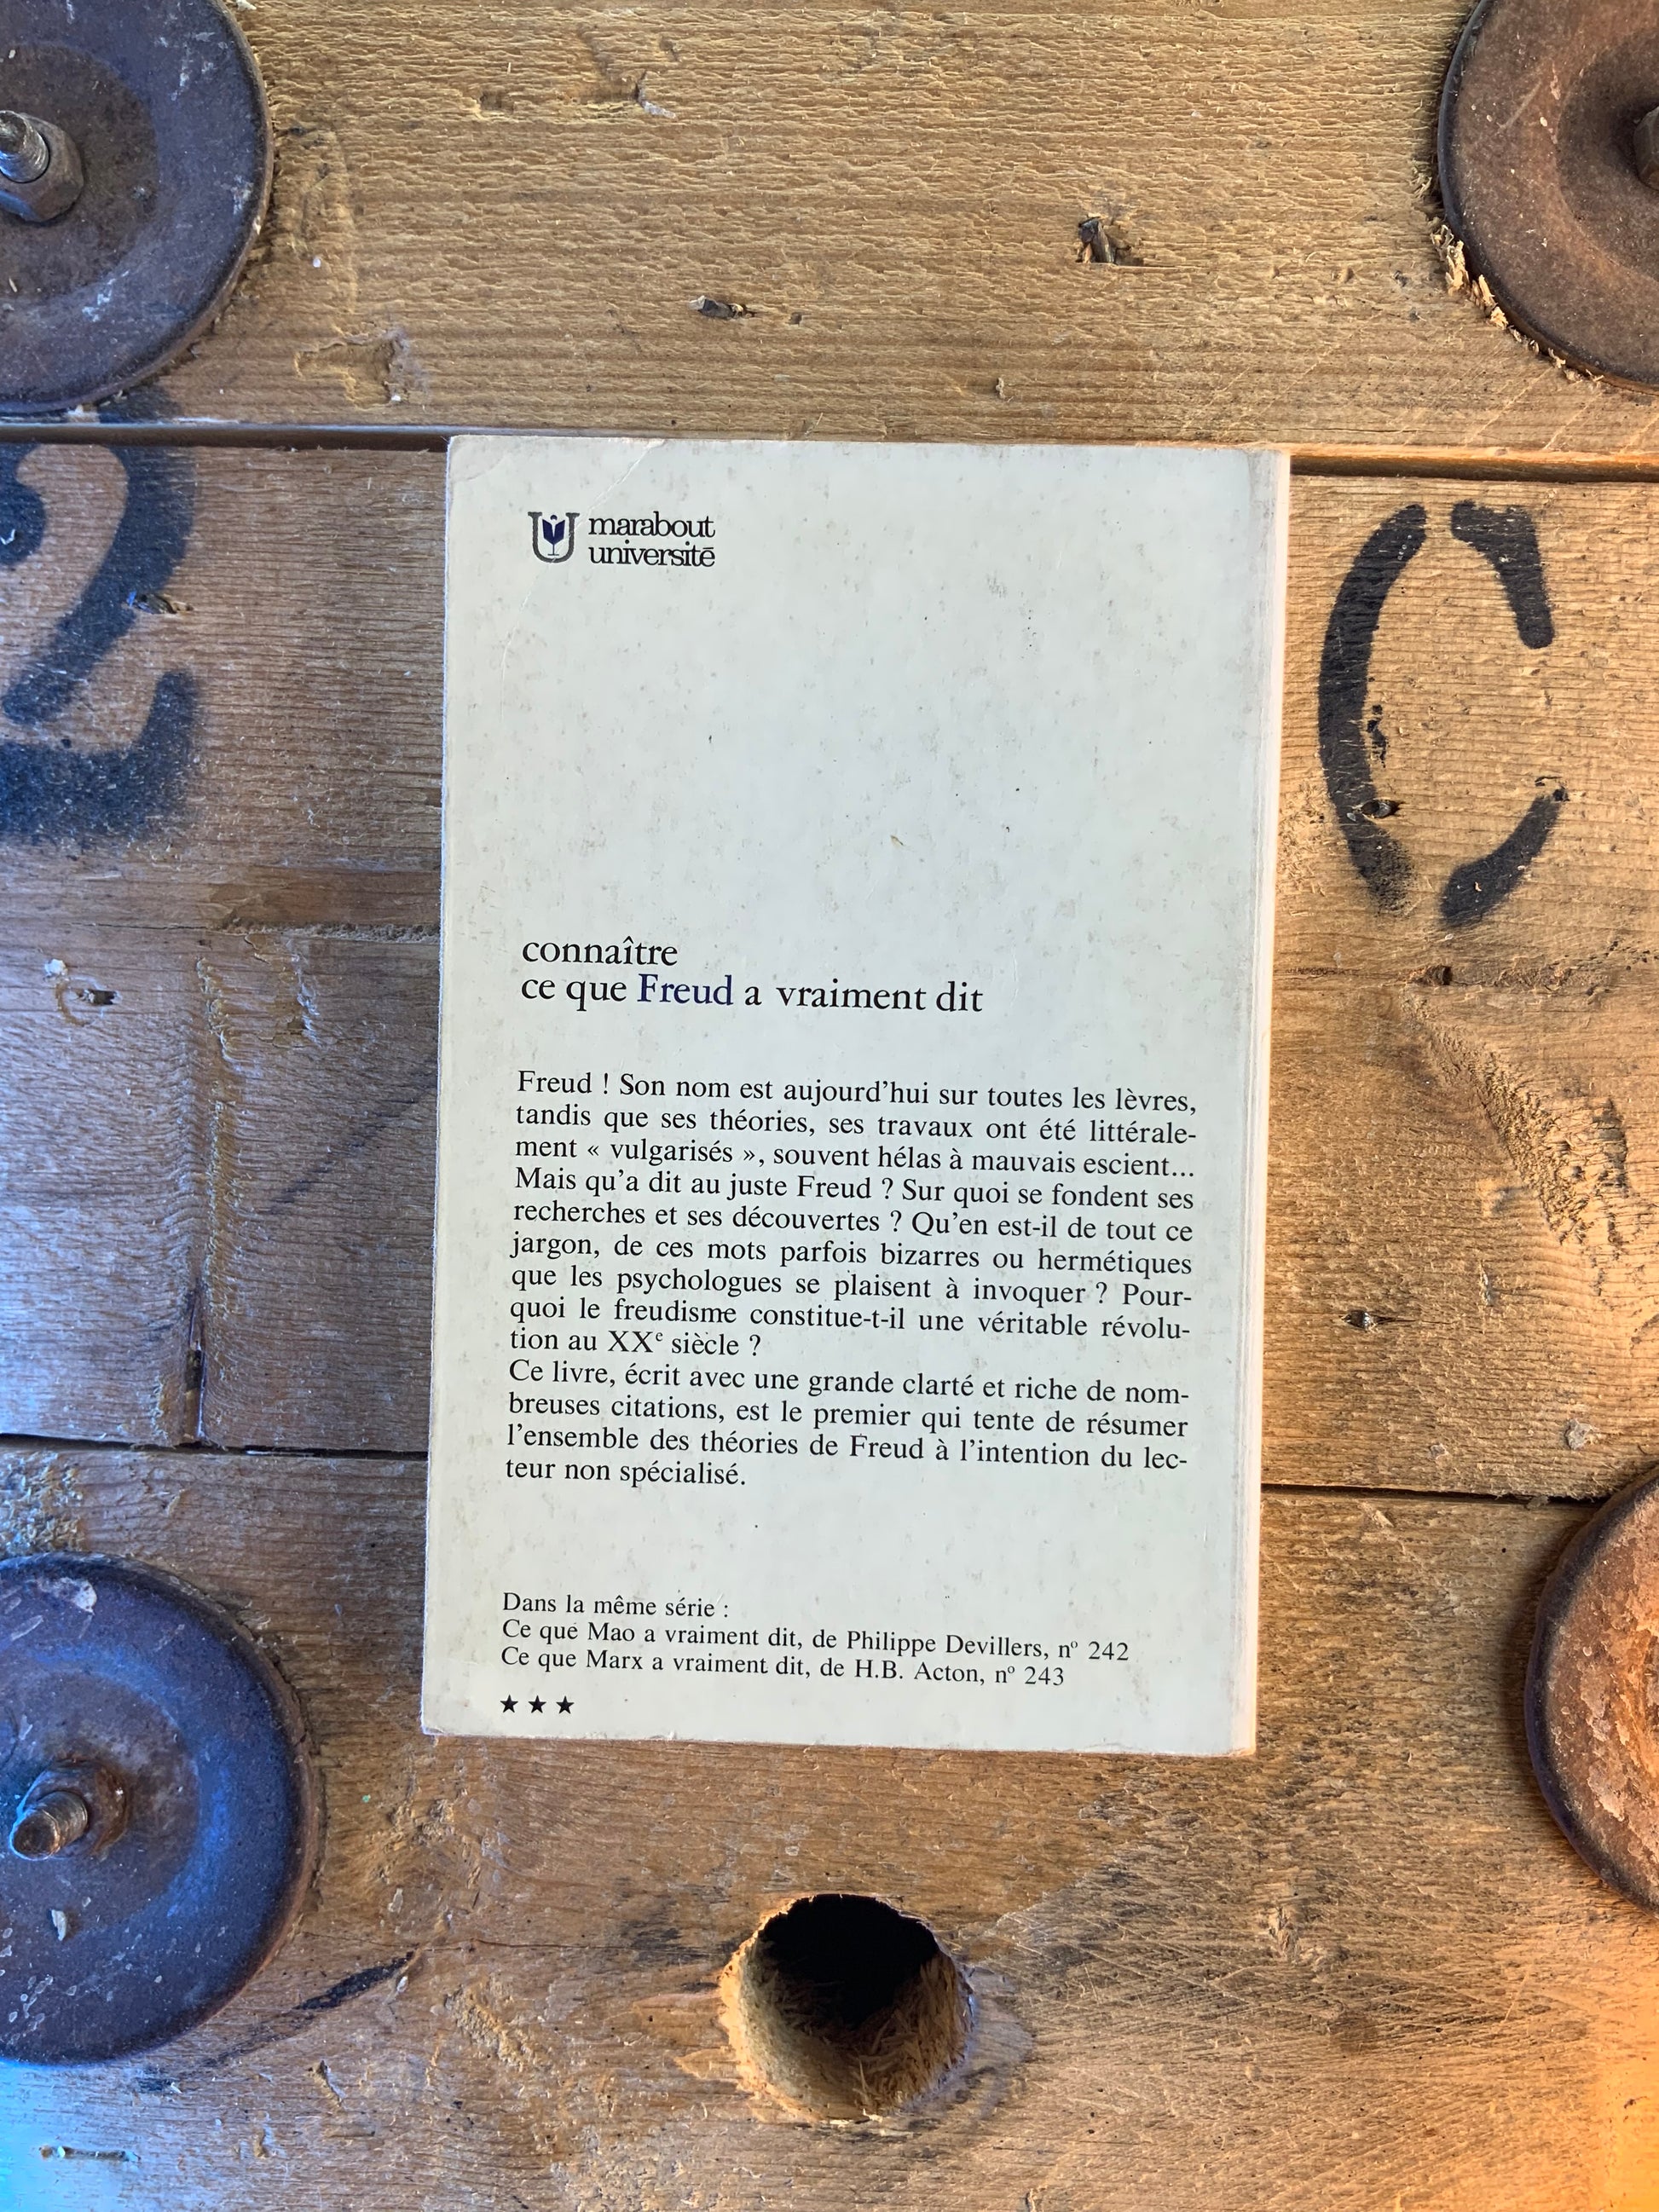 2
C
marabout
université
connaître
ce que Freud a vraiment dit
Freud ! Son nom est aujourd'hui sur toutes les lèvres,
tandis que ses théories, ses travaux ont été littérale-
ment « vulgarisés », souvent hélas à mauvais escient...
Mais qu'a dit au juste Freud ? Sur quoi se fondent ses
recherches et ses découvertes ? Qu'en est-il de tout ce
jargon, de ces mots parfois bizarres ou hermétiques
que les psychologues se plaisent à invoquer ? Pour-
quoi le freudisme constitue-t-il une véritable révolu-
tion au XXe siècle ?
Ce livre, écrit avec une grande clarté et riche de nom-
breuses citations, est le premier qui tente de résumer
l'ensemble des théories de Freud à l'intention du lec-
teur non spécialisé.
Dans la même série :
Ce que Mao a vraiment dit, de Philippe Devillers, nº 242
Ce que Marx a vraiment dit, de H.B. Acton, nº 243
★ ★ ★